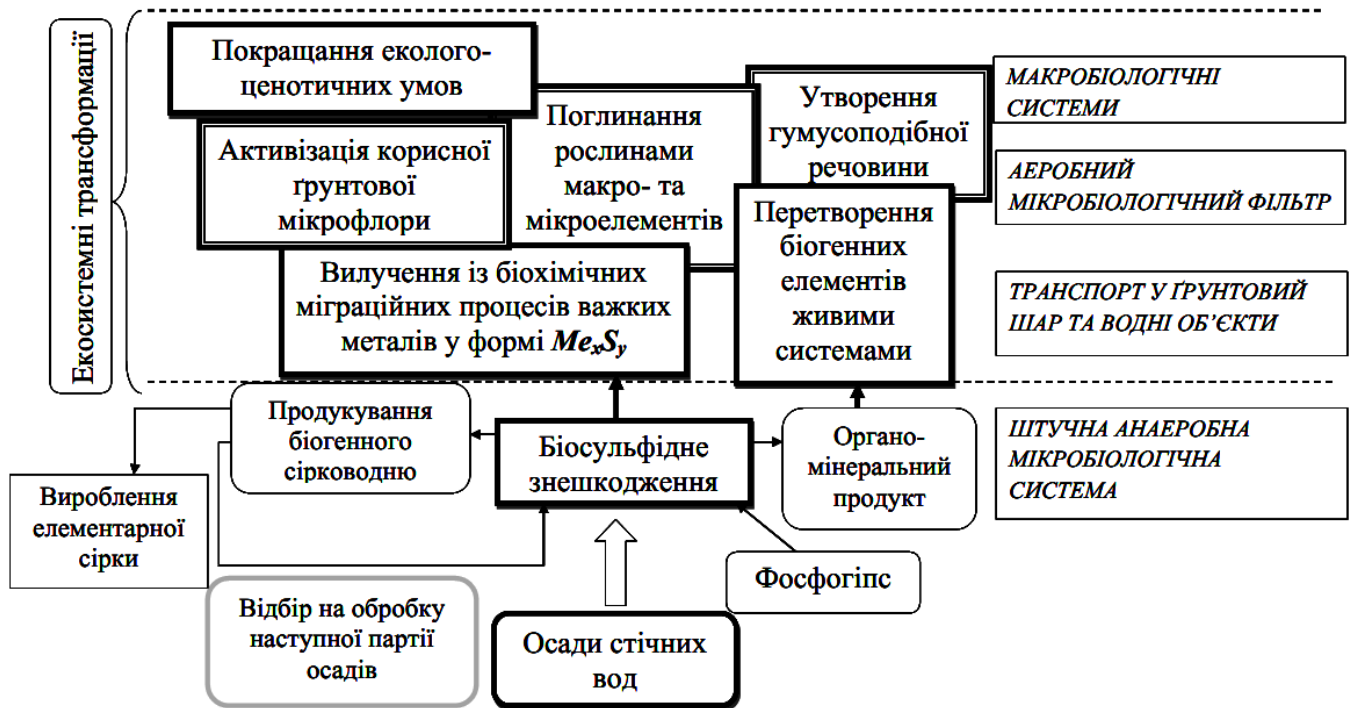 Екосистемні трансформації
Покращання еколого-
ценотичних умов
Активізація корисної
ґрунтової
мікрофлори
Поглинання
рослинами
макро- та
мікроелементів
Утворення
гумусоподібної
речовини
Перетворення
біогенних
елементів
живими
системами
Вилучення із біохімічних
міграційних процесів важких
металів у формі MeₓSᵧ
МАКРОБІОЛОГІЧНІ
СИСТЕМИ
АЕРОБНИЙ
МІКРОБІОЛОГІЧНИЙ ФІЛЬТР
ТРАНСПОРТ У ҐРУНТОВИЙ
ШАР ТА ВОДНІ ОБ’ЄКТИ
Продукування
біогенного
сірководню
Біосульфідне
знешкодження
Органо-
мінеральний
продукт
ШТУЧНА АНАЕРОБНА
МІКРОБІОЛОГІЧНА
СИСТЕМА
Вироблення
елементарної
сірки
Фосфогіпс
Відбір на обробку
наступної партії
осадів
Осади стічних
вод